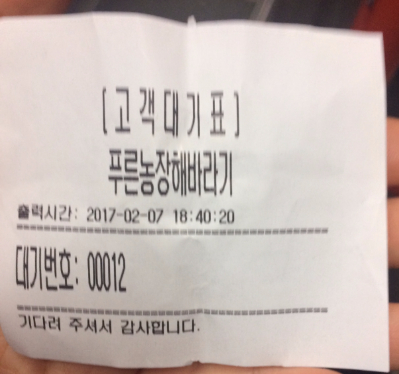 [고객대기표]
푸른농장해바라기
출력시간: 2017-02-07 18:40:20
대기번호: 00012
기다려 주셔서 감사합니다.